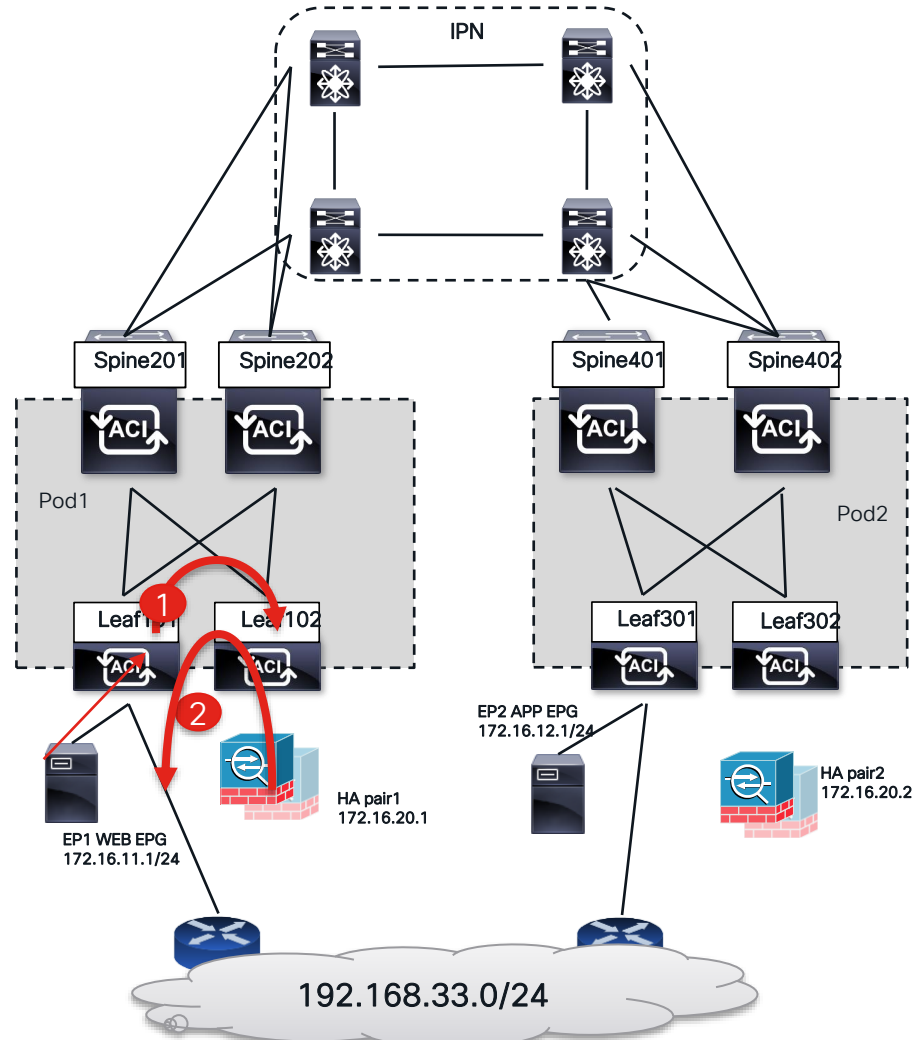 IPN
Spine201
Spine202
Spine401
Spine402
ACI
ACI
ACI
ACI
Pod1
Pod2
1
Leaf102
Leaf301
Leaf302
ACI
ACI
ACI
ACI
2
EP2 APP EPG
172.16.12.1/24
HA pair1
172.16.20.1
HA pair2
172.16.20.2
EP1 WEB EPG
172.16.11.1/24
192.168.33.0/24